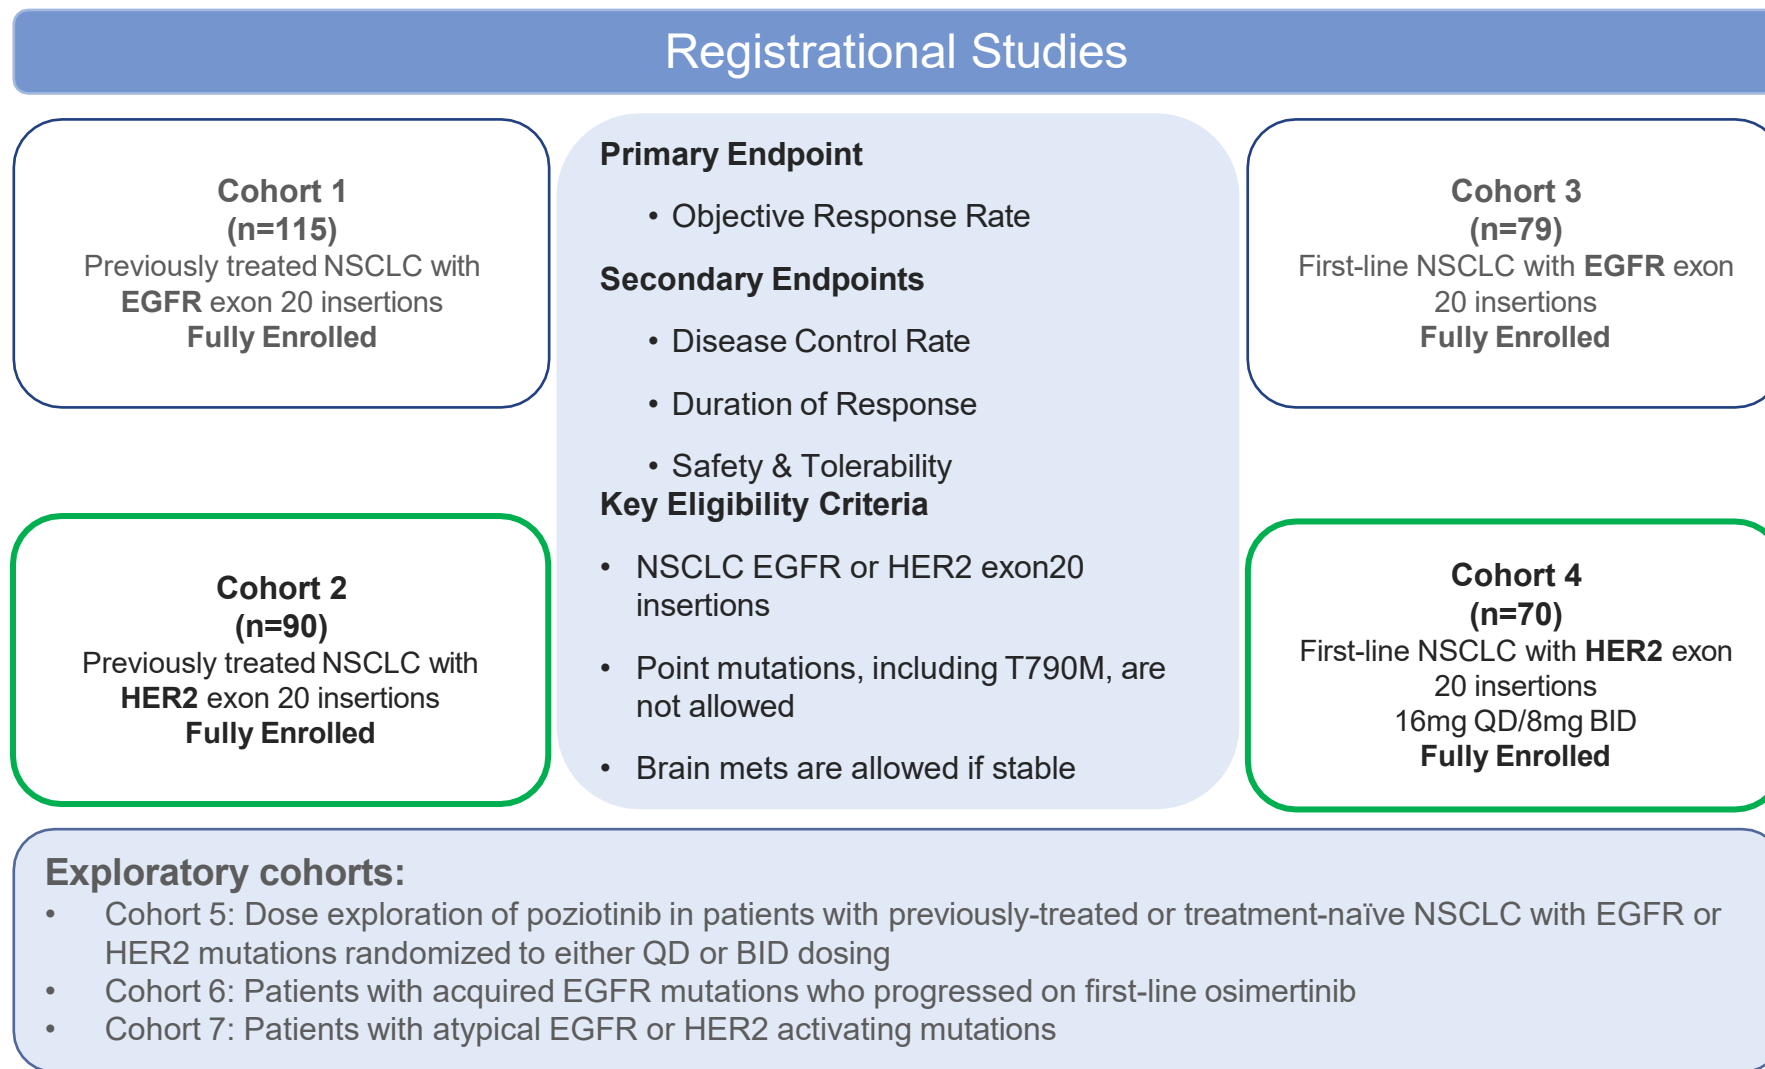 Registrational Studies
Cohort 1
(n=115)
Previously treated NSCLC with
EGFR exon 20 insertions
Fully Enrolled
Cohort 2
(n=90)
Previously treated NSCLC with
HER2 exon 20 insertions
Fully Enrolled
Primary Endpoint
• Objective Response Rate
Secondary Endpoints
• Disease Control Rate
• Duration of Response
• Safety & Tolerability
Key Eligibility Criteria
• NSCLC EGFR or HER2 exon20
insertions
• Point mutations, including T790M, are
not allowed
• Brain mets are allowed if stable
Cohort 3
(n=79)
First-line NSCLC with EGFR exon
20 insertions
Fully Enrolled
Cohort 4
(n=70)
First-line NSCLC with HER2 exon
20 insertions
16mg QD/8mg BID
Fully Enrolled
Exploratory cohorts:
• Cohort 5: Dose exploration of poziotinib in patients with previously-treated or treatment-naïve NSCLC with EGFR or
HER2 mutations randomized to either QD or BID dosing
• Cohort 6: Patients with acquired EGFR mutations who progressed on first-line osimertinib
• Cohort 7: Patients with atypical EGFR or HER2 activating mutations